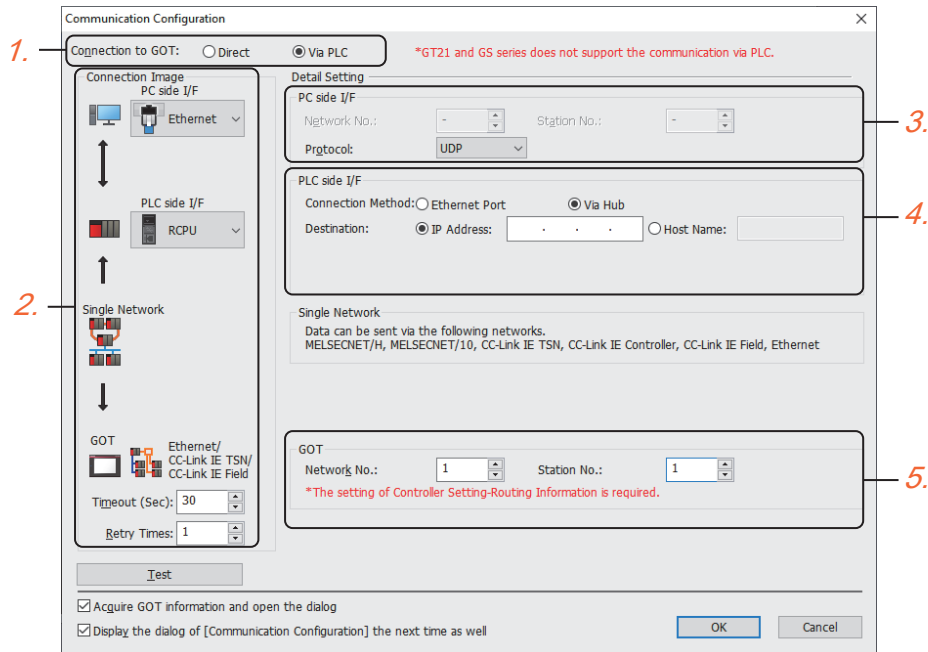 Communication Configuration
1.
Connection to GOT: Direct Via PLC *GT21 and GS series does not support the communication via PLC.
Connection Image
PC side I/F
Ethernet
PLC side I/F
RCPU
2.
Single Network
GOT
Ethernet/
CC-Link IE TSN/
CC-Link IE Field
Timeout (Sec): 30
Retry Times: 1
Test
Detail Setting
PC side I/F
Network No.: - Station No.: -
Protocol: UDP
3.
PLC side I/F
Connection Method: Ethernet Port Via Hub
Destination: IP Address: . . . Host Name:
4.
Single Network
Data can be sent via the following networks.
MELSECNET/H, MELSECNET/10, CC-Link IE TSN, CC-Link IE Controller, CC-Link IE Field, Ethernet
GOT
Network No.: 1 Station No.: 1
*The setting of Controller Setting-Routing Information is required.
5.
Acquire GOT information and open the dialog
Display the dialog of [Communication Configuration] the next time as well
OK Cancel